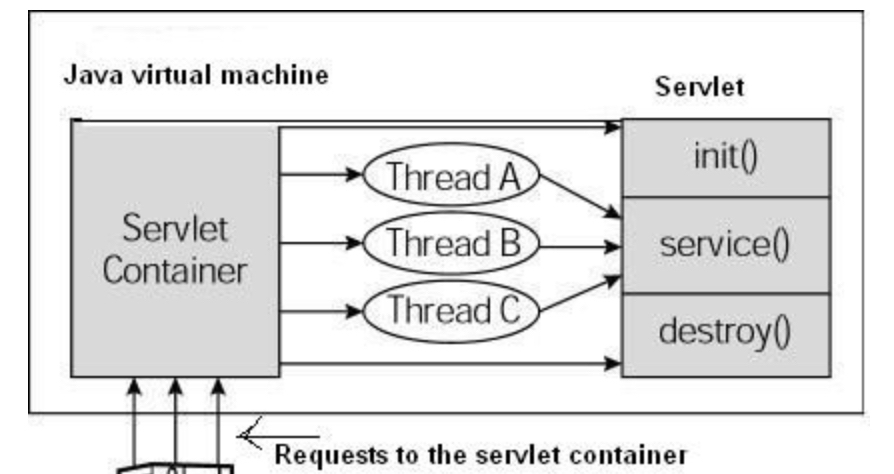 Java virtual machine
Servlet
Servlet
Container
Thread A
Thread B
Thread C
init()
service()
destroy()
Requests to the servlet container